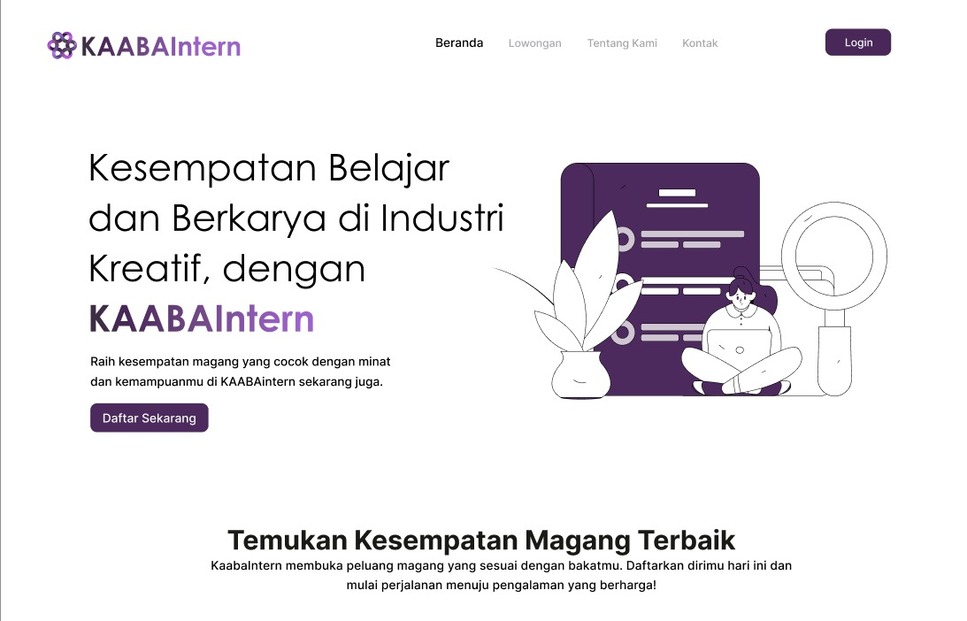 KAABAIntern
Beranda Lowongan Tentang Kami Kontak Login
Kesempatan Belajar
dan Berkarya di Industri
Kreatif, dengan
KAABAIntern
Raih kesempatan magang yang cocok dengan minat
dan kemampuanmu di KAABAintern sekarang juga.
Daftar Sekarang
Temukan Kesempatan Magang Terbaik
KaabaIntern membuka peluang magang yang sesuai dengan bakatmu. Daftarkan dirimu hari ini dan
mulai perjalanan menuju pengalaman yang berharga!